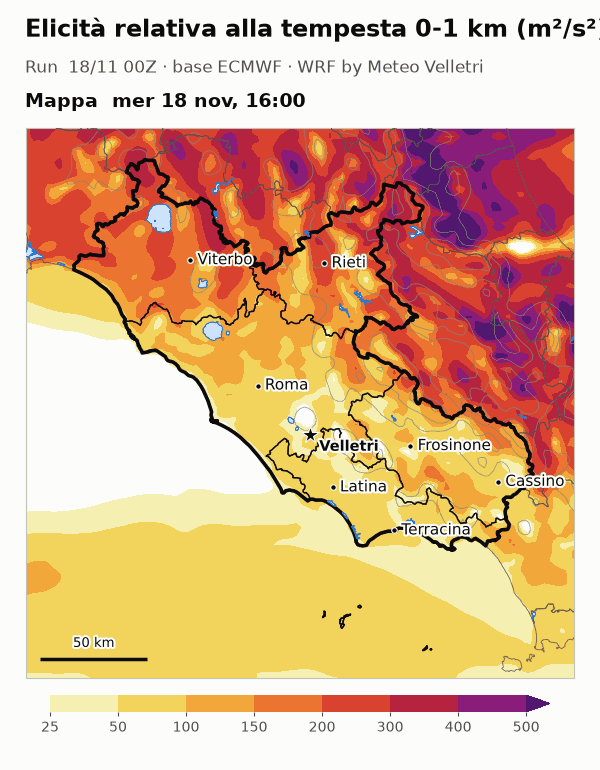 Elicità relativa alla tempesta 0-1 km (m²/s²)
Run  18/11 00Z · base ECMWF · WRF by Meteo Velletri
Mappa  mer 18 nov, 16:00
Viterbo
Rieti
Roma
Velletri
Frosinone
Cassino
Latina
Terracina
50 km
25 50 100 150 200 300 400 500